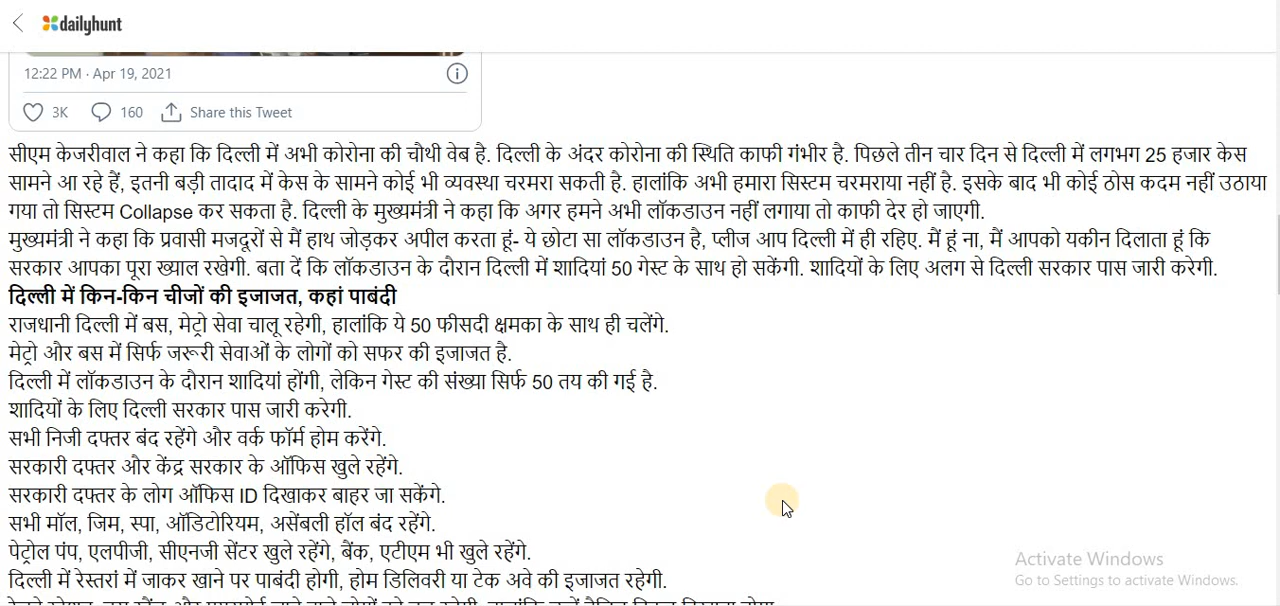 dailyhunt
12:22 PM · Apr 19, 2021
3K 160 Share this Tweet
सीएम केजरीवाल ने कहा कि दिल्ली में अभी कोरोना की चौथी वेब है. दिल्ली के अंदर कोरोना की स्थिति काफी गंभीर है. पिछले तीन चार दिन से दिल्ली में लगभग 25 हजार केस
सामने आ रहे हैं, इतनी बड़ी तादाद में केस के सामने कोई भी व्यवस्था चरमरा सकती है. हालांकि अभी हमारा सिस्टम चरमराया नहीं है. इसके बाद भी कोई ठोस कदम नहीं उठाया
गया तो सिस्टम Collapse कर सकता है. दिल्ली के मुख्यमंत्री ने कहा कि अगर हमने अभी लॉकडाउन नहीं लगाया तो काफी देर हो जाएगी.
मुख्यमंत्री ने कहा कि प्रवासी मजदूरों से मैं हाथ जोड़कर अपील करता हूं- ये छोटा सा लॉकडाउन है, प्लीज आप दिल्ली में ही रहिए. मैं हूं ना, मैं आपको यकीन दिलाता हूं कि
सरकार आपका पूरा ख्याल रखेगी. बता दें कि लॉकडाउन के दौरान दिल्ली में शादियां 50 गेस्ट के साथ हो सकेंगी. शादियों के लिए अलग से दिल्ली सरकार पास जारी करेगी.
दिल्ली में किन-किन चीजों की इजाजत, कहां पाबंदी
राजधानी दिल्ली में बस, मेट्रो सेवा चालू रहेगी, हालांकि ये 50 फीसदी क्षमका के साथ ही चलेंगे.
मेट्रो और बस में सिर्फ जरूरी सेवाओं के लोगों को सफर की इजाजत है.
दिल्ली में लॉकडाउन के दौरान शादियां होंगी, लेकिन गेस्ट की संख्या सिर्फ 50 तय की गई है.
शादियों के लिए दिल्ली सरकार पास जारी करेगी.
सभी निजी दफ्तर बंद रहेंगे और वर्क फॉर्म होम करेंगे.
सरकारी दफ्तर और केंद्र सरकार के ऑफिस खुले रहेंगे.
सरकारी दफ्तर के लोग ऑफिस ID दिखाकर बाहर जा सकेंगे.
सभी मॉल, जिम, स्पा, ऑडिटोरियम, असेंबली हॉल बंद रहेंगे.
पेट्रोल पंप, एलपीजी, सीएनजी सेंटर खुले रहेंगे, बैंक, एटीएम भी खुले रहेंगे.
दिल्ली में रेस्तरां में जाकर खाने पर पाबंदी होगी, होम डिलिवरी या टेक अवे की इजाजत रहेगी.
Activate Windows
Go to Settings to activate Windows.